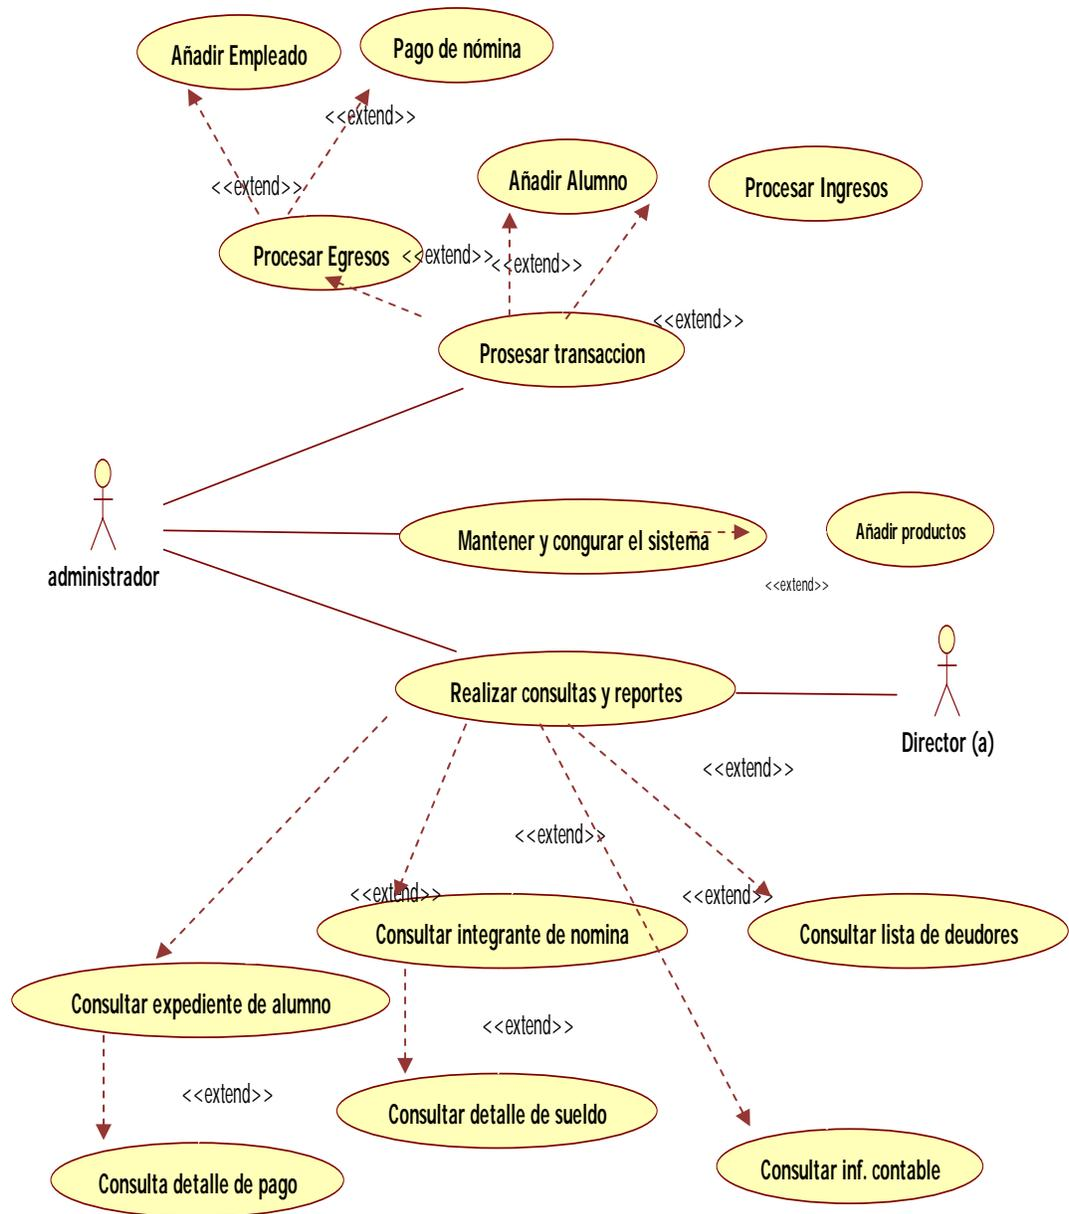 Añadir Empleado
Pago de nómina
<<extend>>
<<extend>>
Añadir Alumno
Procesar Ingresos
Procesar Egresos
<<extend>>
<<extend>>
<<extend>>
Prosesar transaccion
administrador
Mantener y congurar el sistema
Añadir productos
<<extend>>
Realizar consultas y reportes
Director (a)
<<extend>>
<<extend>>
<<extend>>
<<extend>>
Consultar integrante de nomina
Consultar lista de deudores
Consultar expediente de alumno
<<extend>>
<<extend>>
Consultar detalle de sueldo
Consulta detalle de pago
Consultar inf. contable